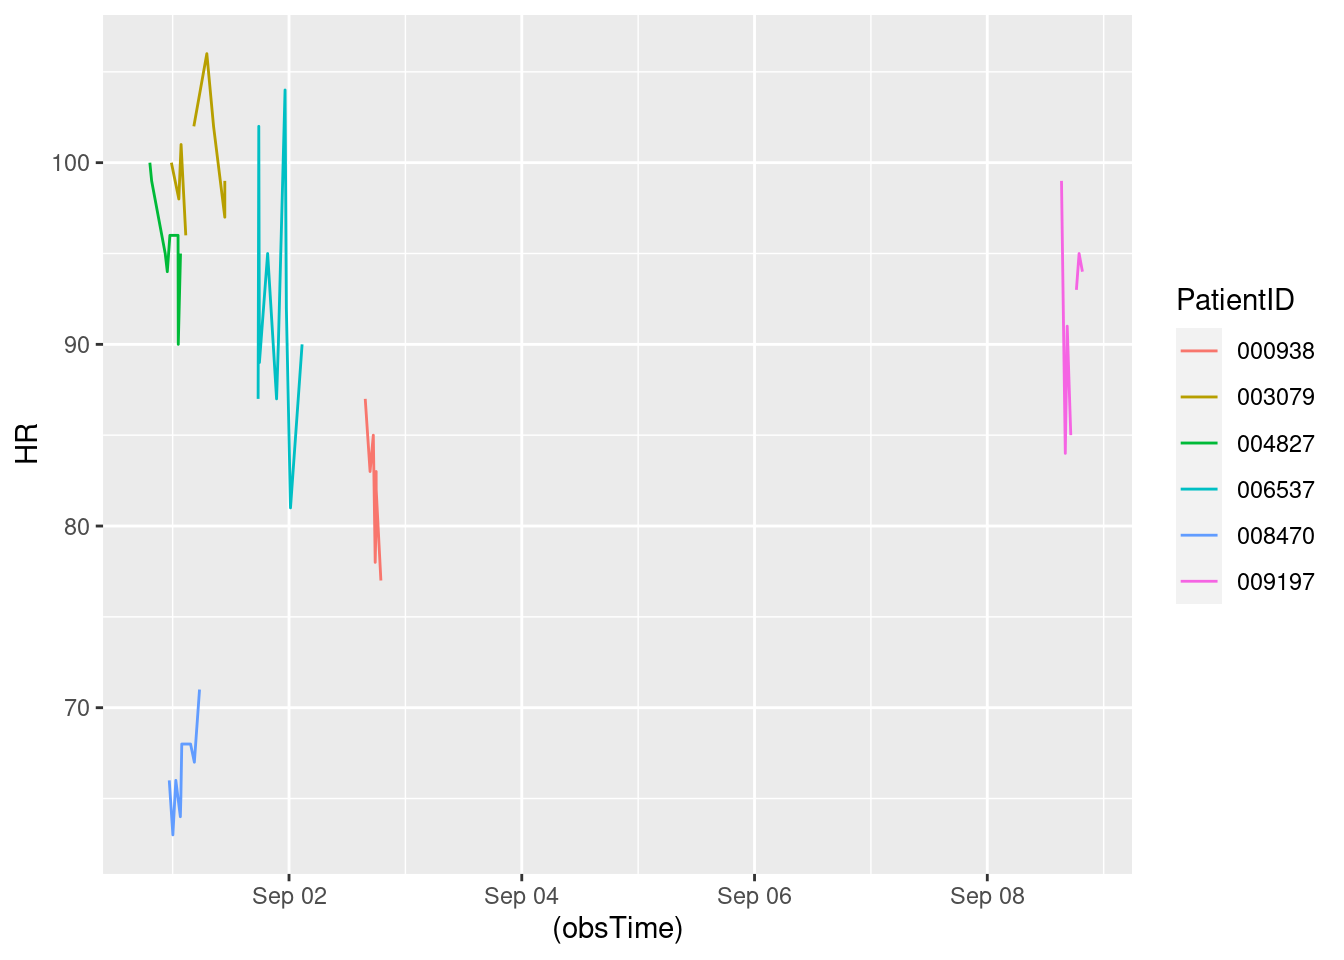 HR
100
90
80
70
Sep 02
Sep 04
Sep 06
Sep 08
(obsTime)
PatientID
000938
003079
004827
006537
008470
009197